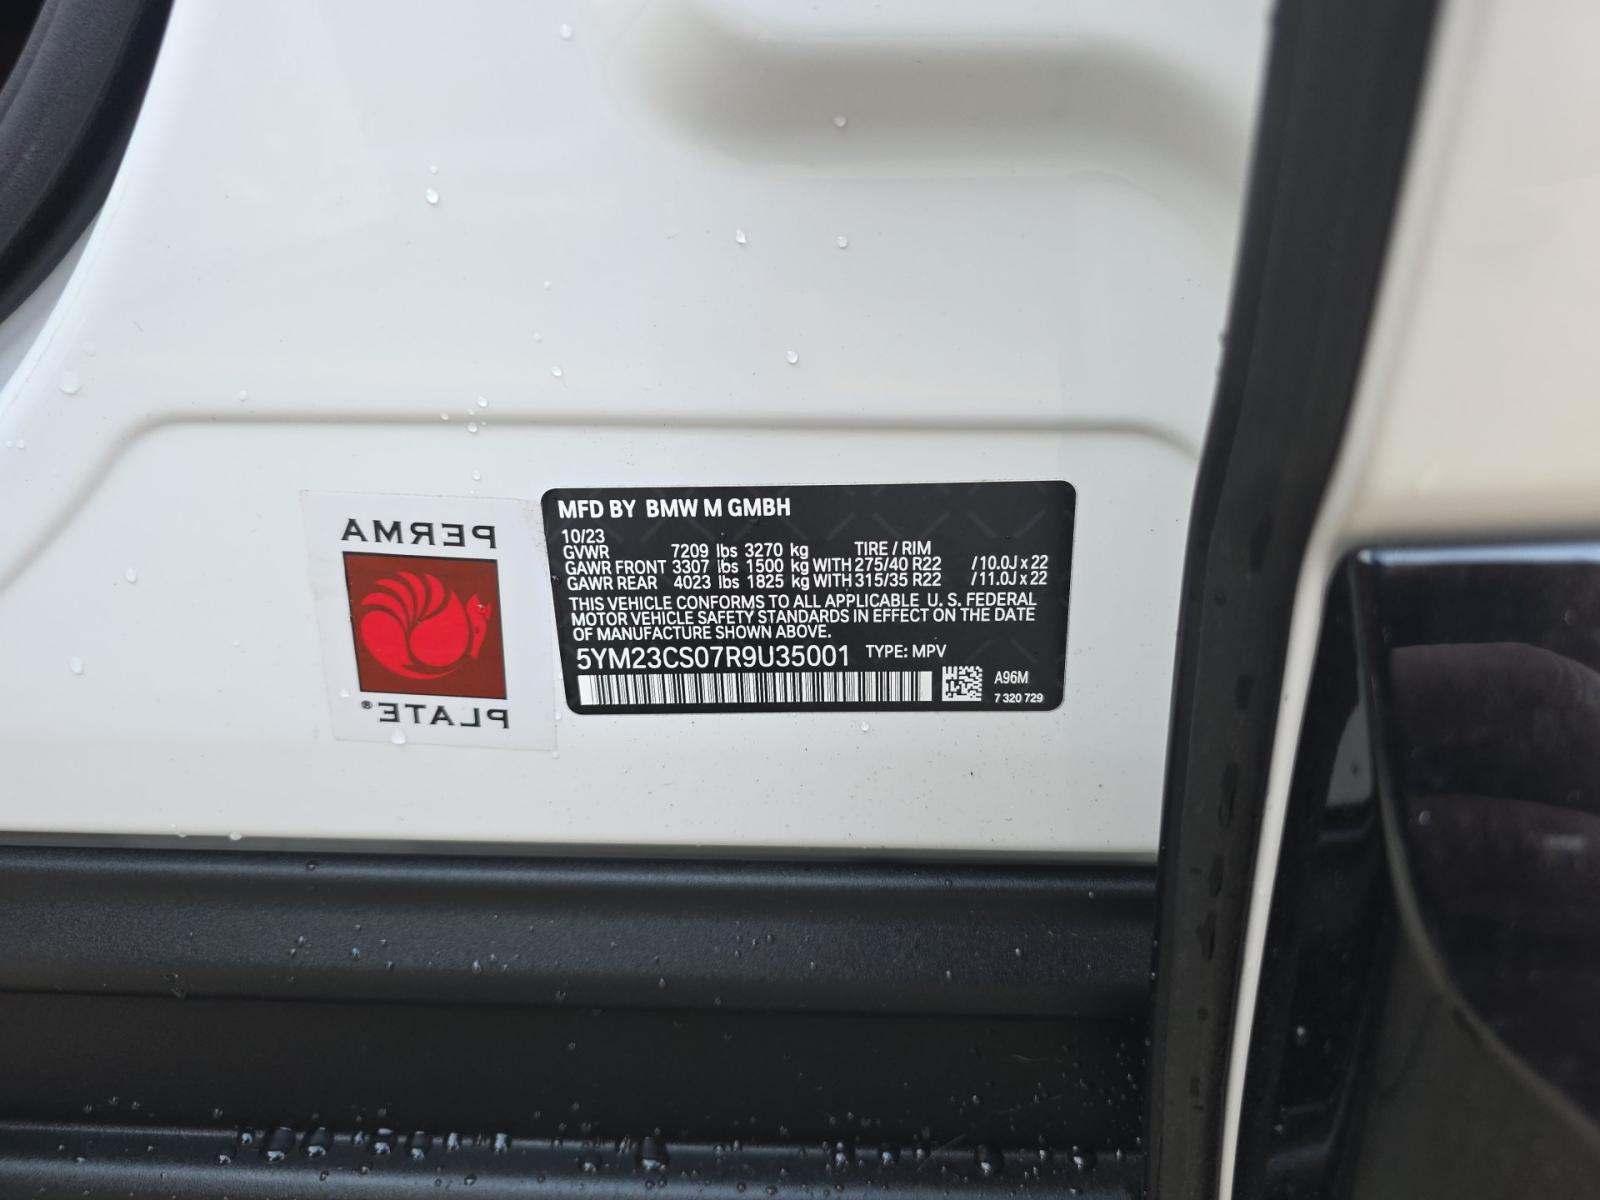 MFD BY BMW M GMBH
10/23
GVWR 7209 lbs 3270 kg TIRE / RIM
GAWR FRONT 3307 lbs 1500 kg WITH 275/40 R22 /10.0J x 22
GAWR REAR 4023 lbs 1825 kg WITH 315/35 R22 /11.0J x 22
THIS VEHICLE CONFORMS TO ALL APPLICABLE U. S. FEDERAL
MOTOR VEHICLE SAFETY STANDARDS IN EFFECT ON THE DATE
OF MANUFACTURE SHOWN ABOVE.
5YM23CS07R9U35001 TYPE: MPV
A96M
7 320 729
PERMA
PLATE®